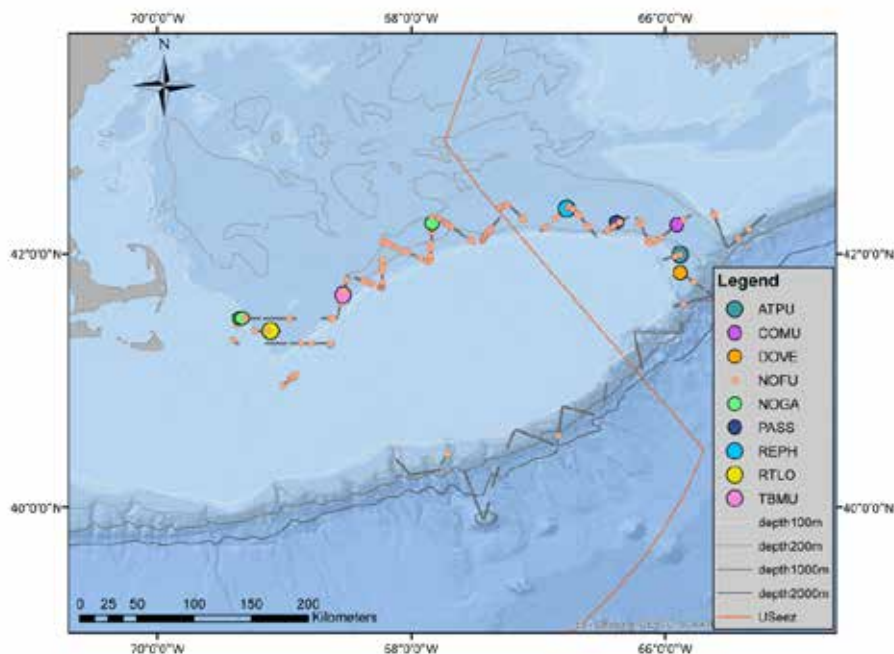 70°0'0"W 68°0'0"W 66°0'0"W
N
42°0'0"N 42°0'0"N
Legend
ATPU
COMU
DOVE
NOFU
NOGA
PASS
REPH
RTLO
TBMU
depth100m
depth200m
depth1000m
depth2000m
USeez
40°0'0"N 40°0'0"N
0 25 50 100 150 200
Kilometers
70°0'0"W 68°0'0"W 66°0'0"W